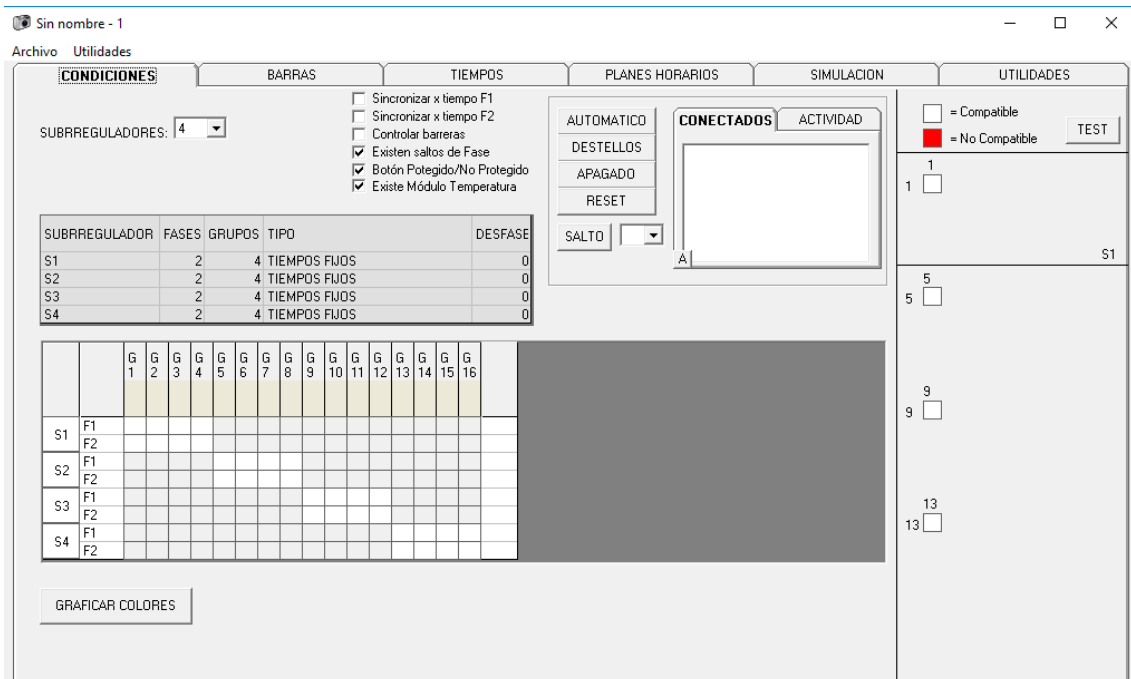 Sin nombre - 1
Archivo Utilidades
CONDICIONES BARRAS TIEMPOS PLANES HORARIOS SIMULACION UTILIDADES
SUBRREGULADORES: 4
Sincronizar x tiempo F1
Sincronizar x tiempo F2
Controlar barreras
Existen saltos de Fase
Botón Potegido/No Protegido
Existe Módulo Temperatura
AUTOMATICO
DESTELLOS
APAGADO
RESET
SALTO
CONECTADOS ACTIVIDAD
A
= Compatible
= No Compatible
TEST
SUBRREGULADOR FASES GRUPOS TIPO DESFASE
S1 2 4 TIEMPOS FIJOS 0
S2 2 4 TIEMPOS FIJOS 0
S3 2 4 TIEMPOS FIJOS 0
S4 2 4 TIEMPOS FIJOS 0
G G G G G G G G G G G G G G G G
1 2 3 4 5 6 7 8 9 10 11 12 13 14 15 16
S1 F1
F2
S2 F1
F2
S3 F1
F2
S4 F1
F2
GRAFICAR COLORES
1
1
S1
5
5
9
9
13
13